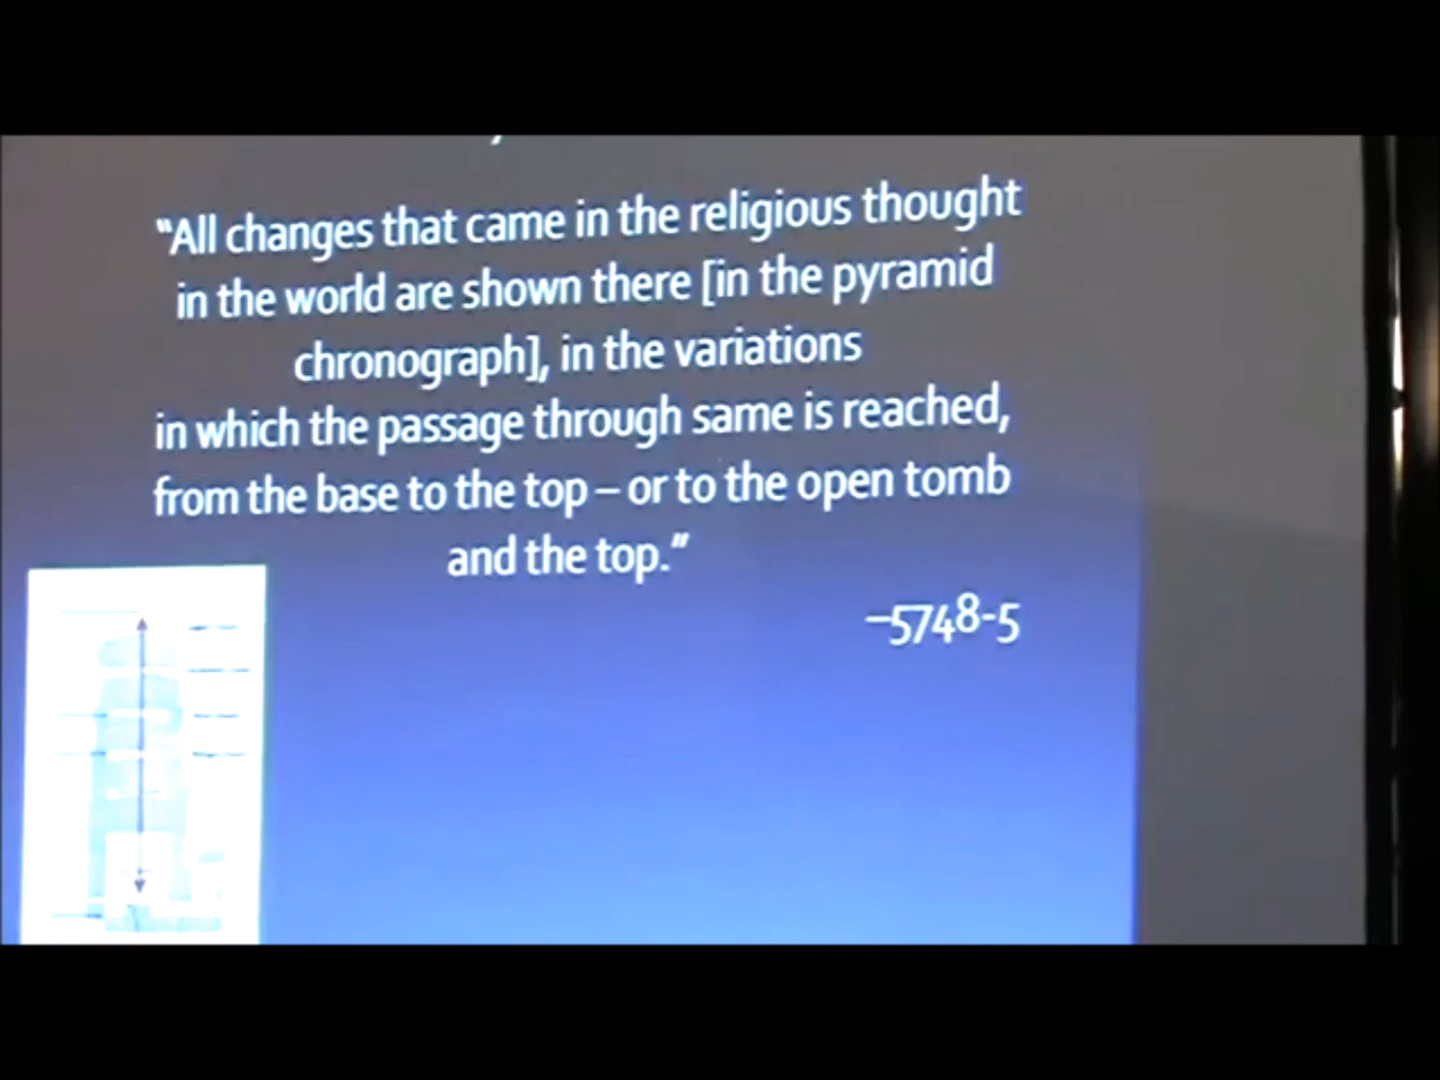 "All changes that came in the religious thought
in the world are shown there [in the pyramid
chronograph], in the variations
in which the passage through same is reached,
from the base to the top – or to the open tomb
and the top."
–5748-5